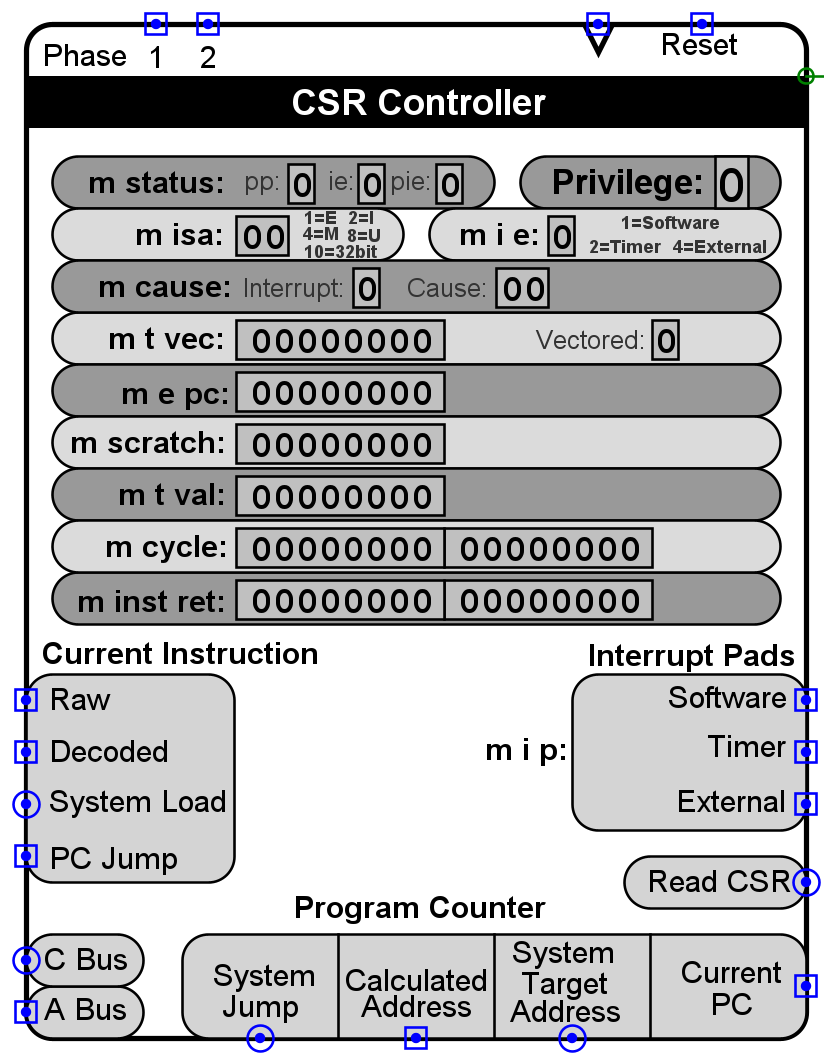 Phase 1 2 Reset
CSR Controller
m status: pp: 0 ie: 0 pie: 0 Privilege: 0
m isa: 00 1=E 2=I
4=M 8=U
10=32bit
m i e: 0 1=Software
2=Timer 4=External
m cause: Interrupt: 0 Cause: 00
m t vec: 00000000 Vectored: 0
m e pc: 00000000
m scratch: 00000000
m t val: 00000000
m cycle: 00000000 00000000
m inst ret: 00000000 00000000
Current Instruction
Raw
Decoded
System Load
PC Jump
Interrupt Pads
Software
m i p: Timer
External
Read CSR
Program Counter
C Bus
A Bus
System
Jump
Calculated
Address
System
Target
Address
Current
PC